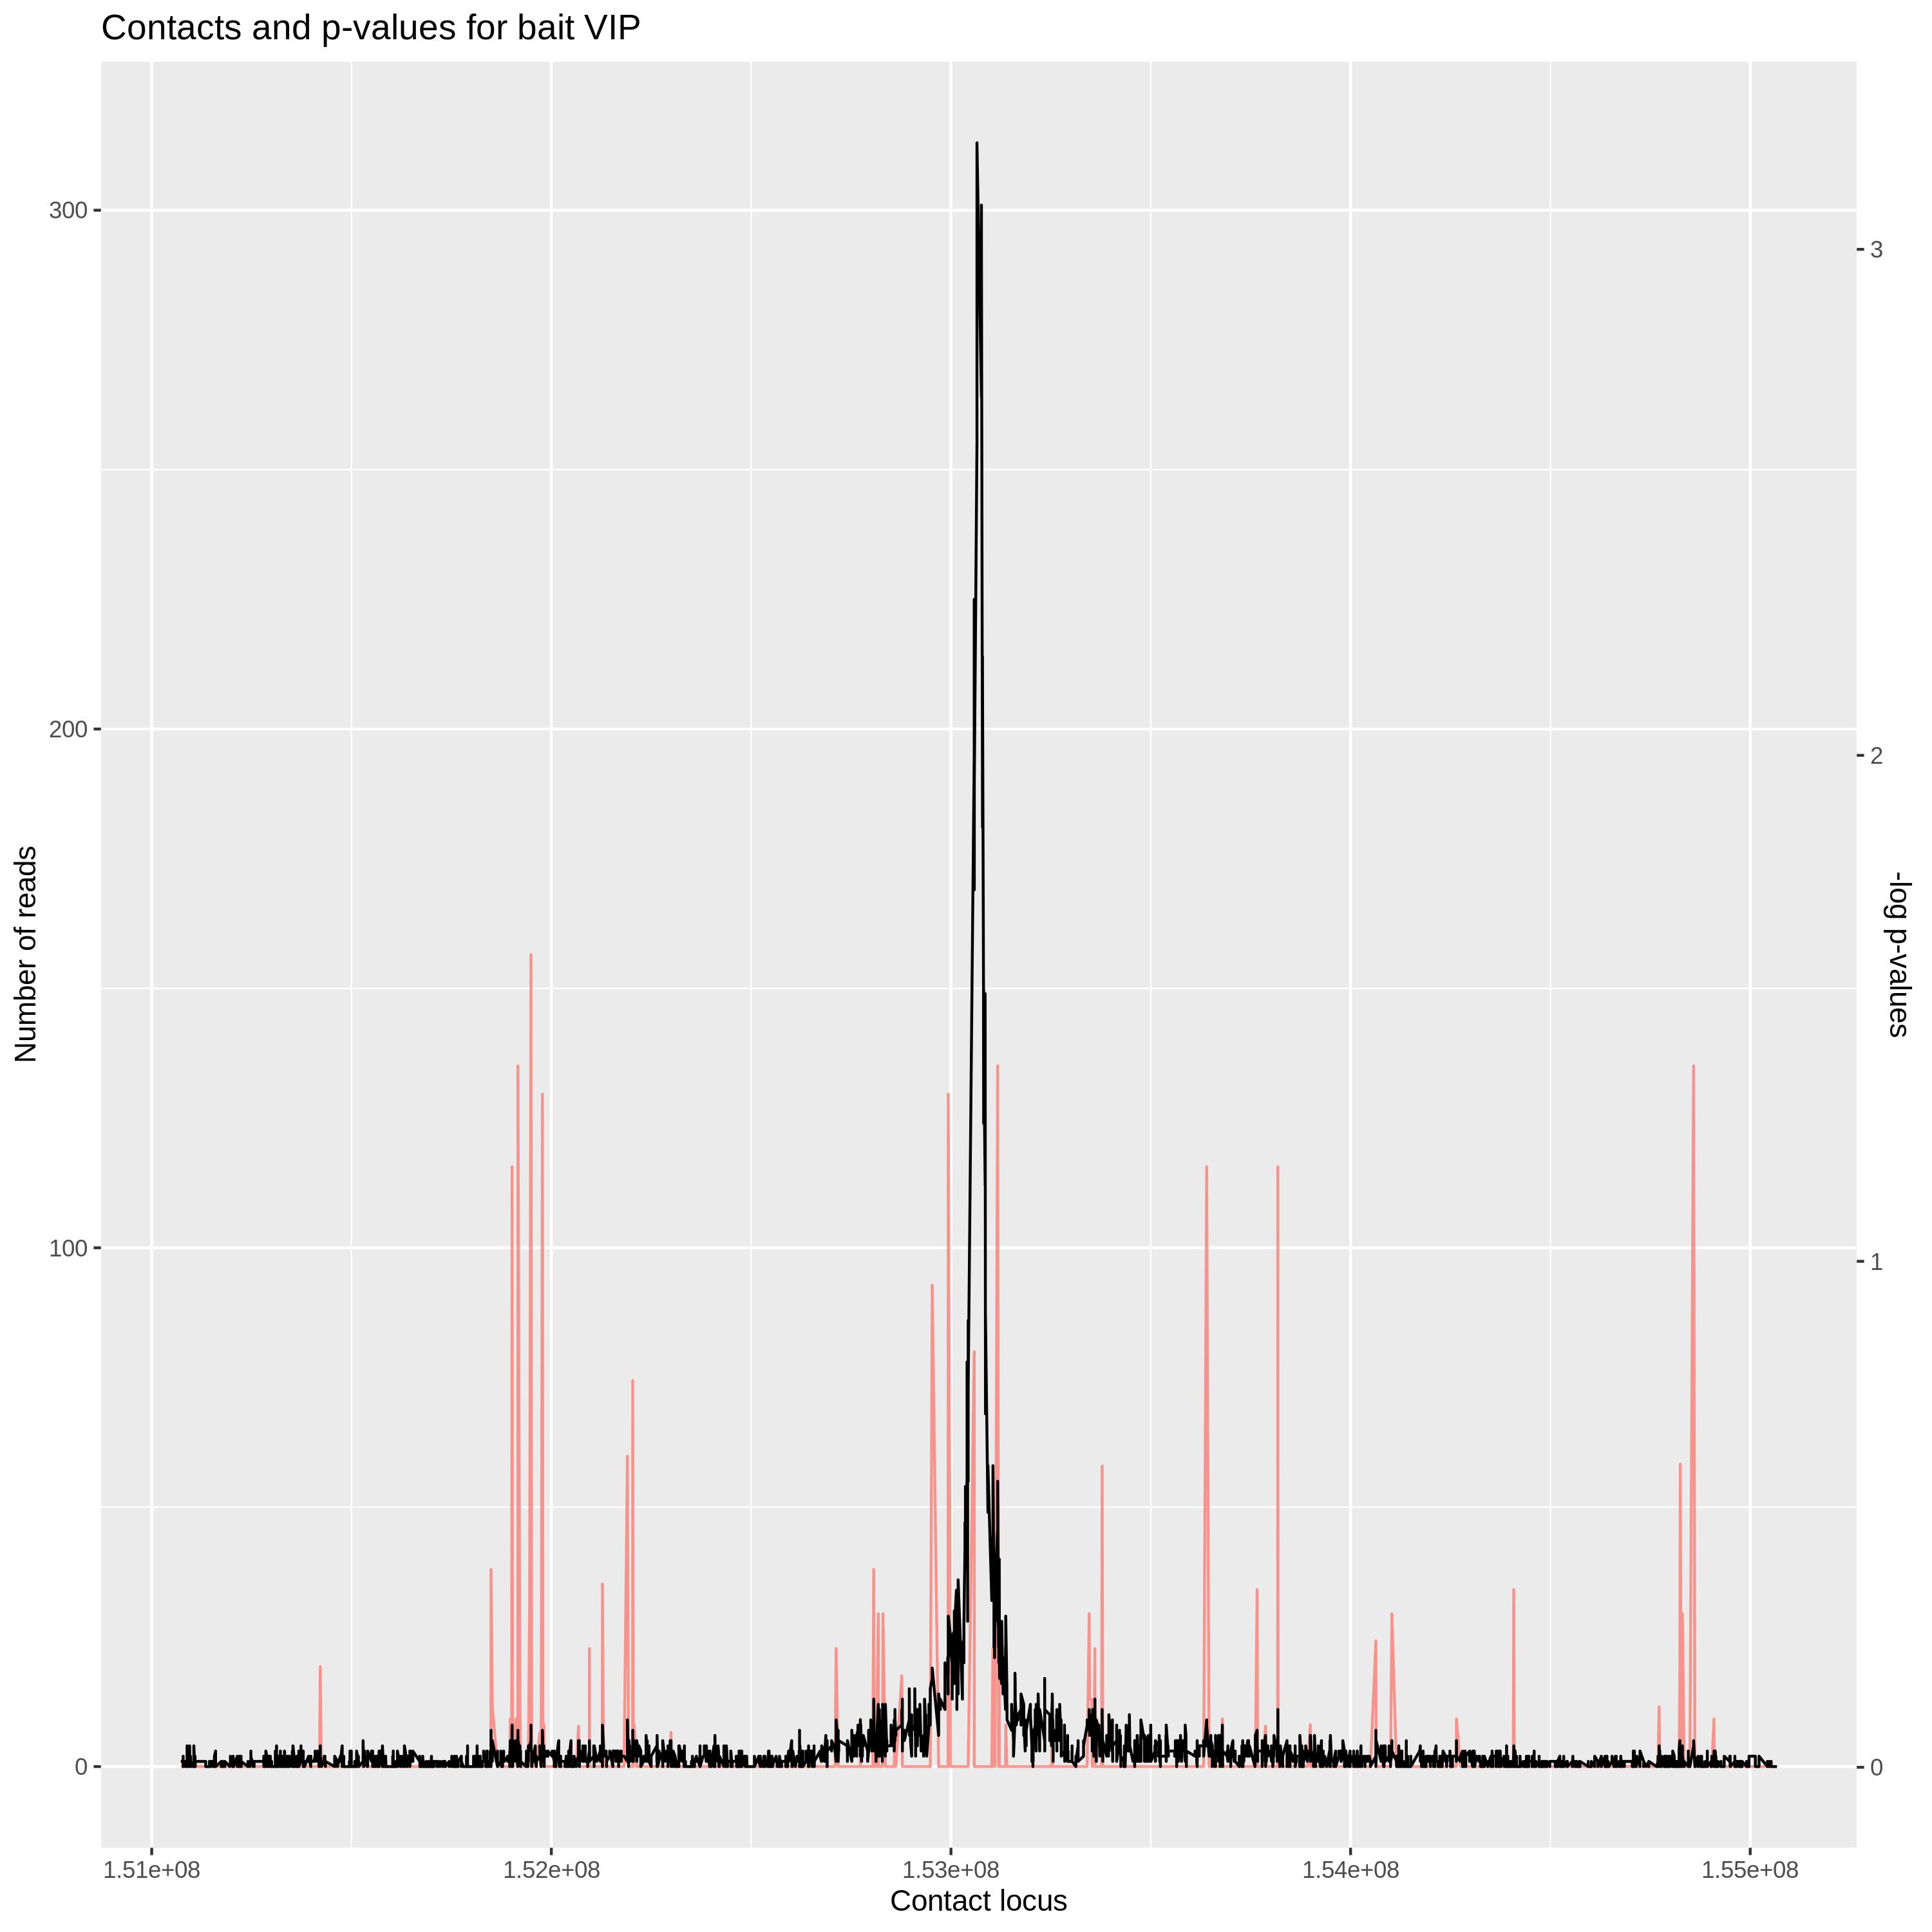 Contacts and p-values for bait VIP
300
200
100
0
Number of reads
3
2
1
0
-log p-values
1.51e+08
1.52e+08
1.53e+08
1.54e+08
1.55e+08
Contact locus